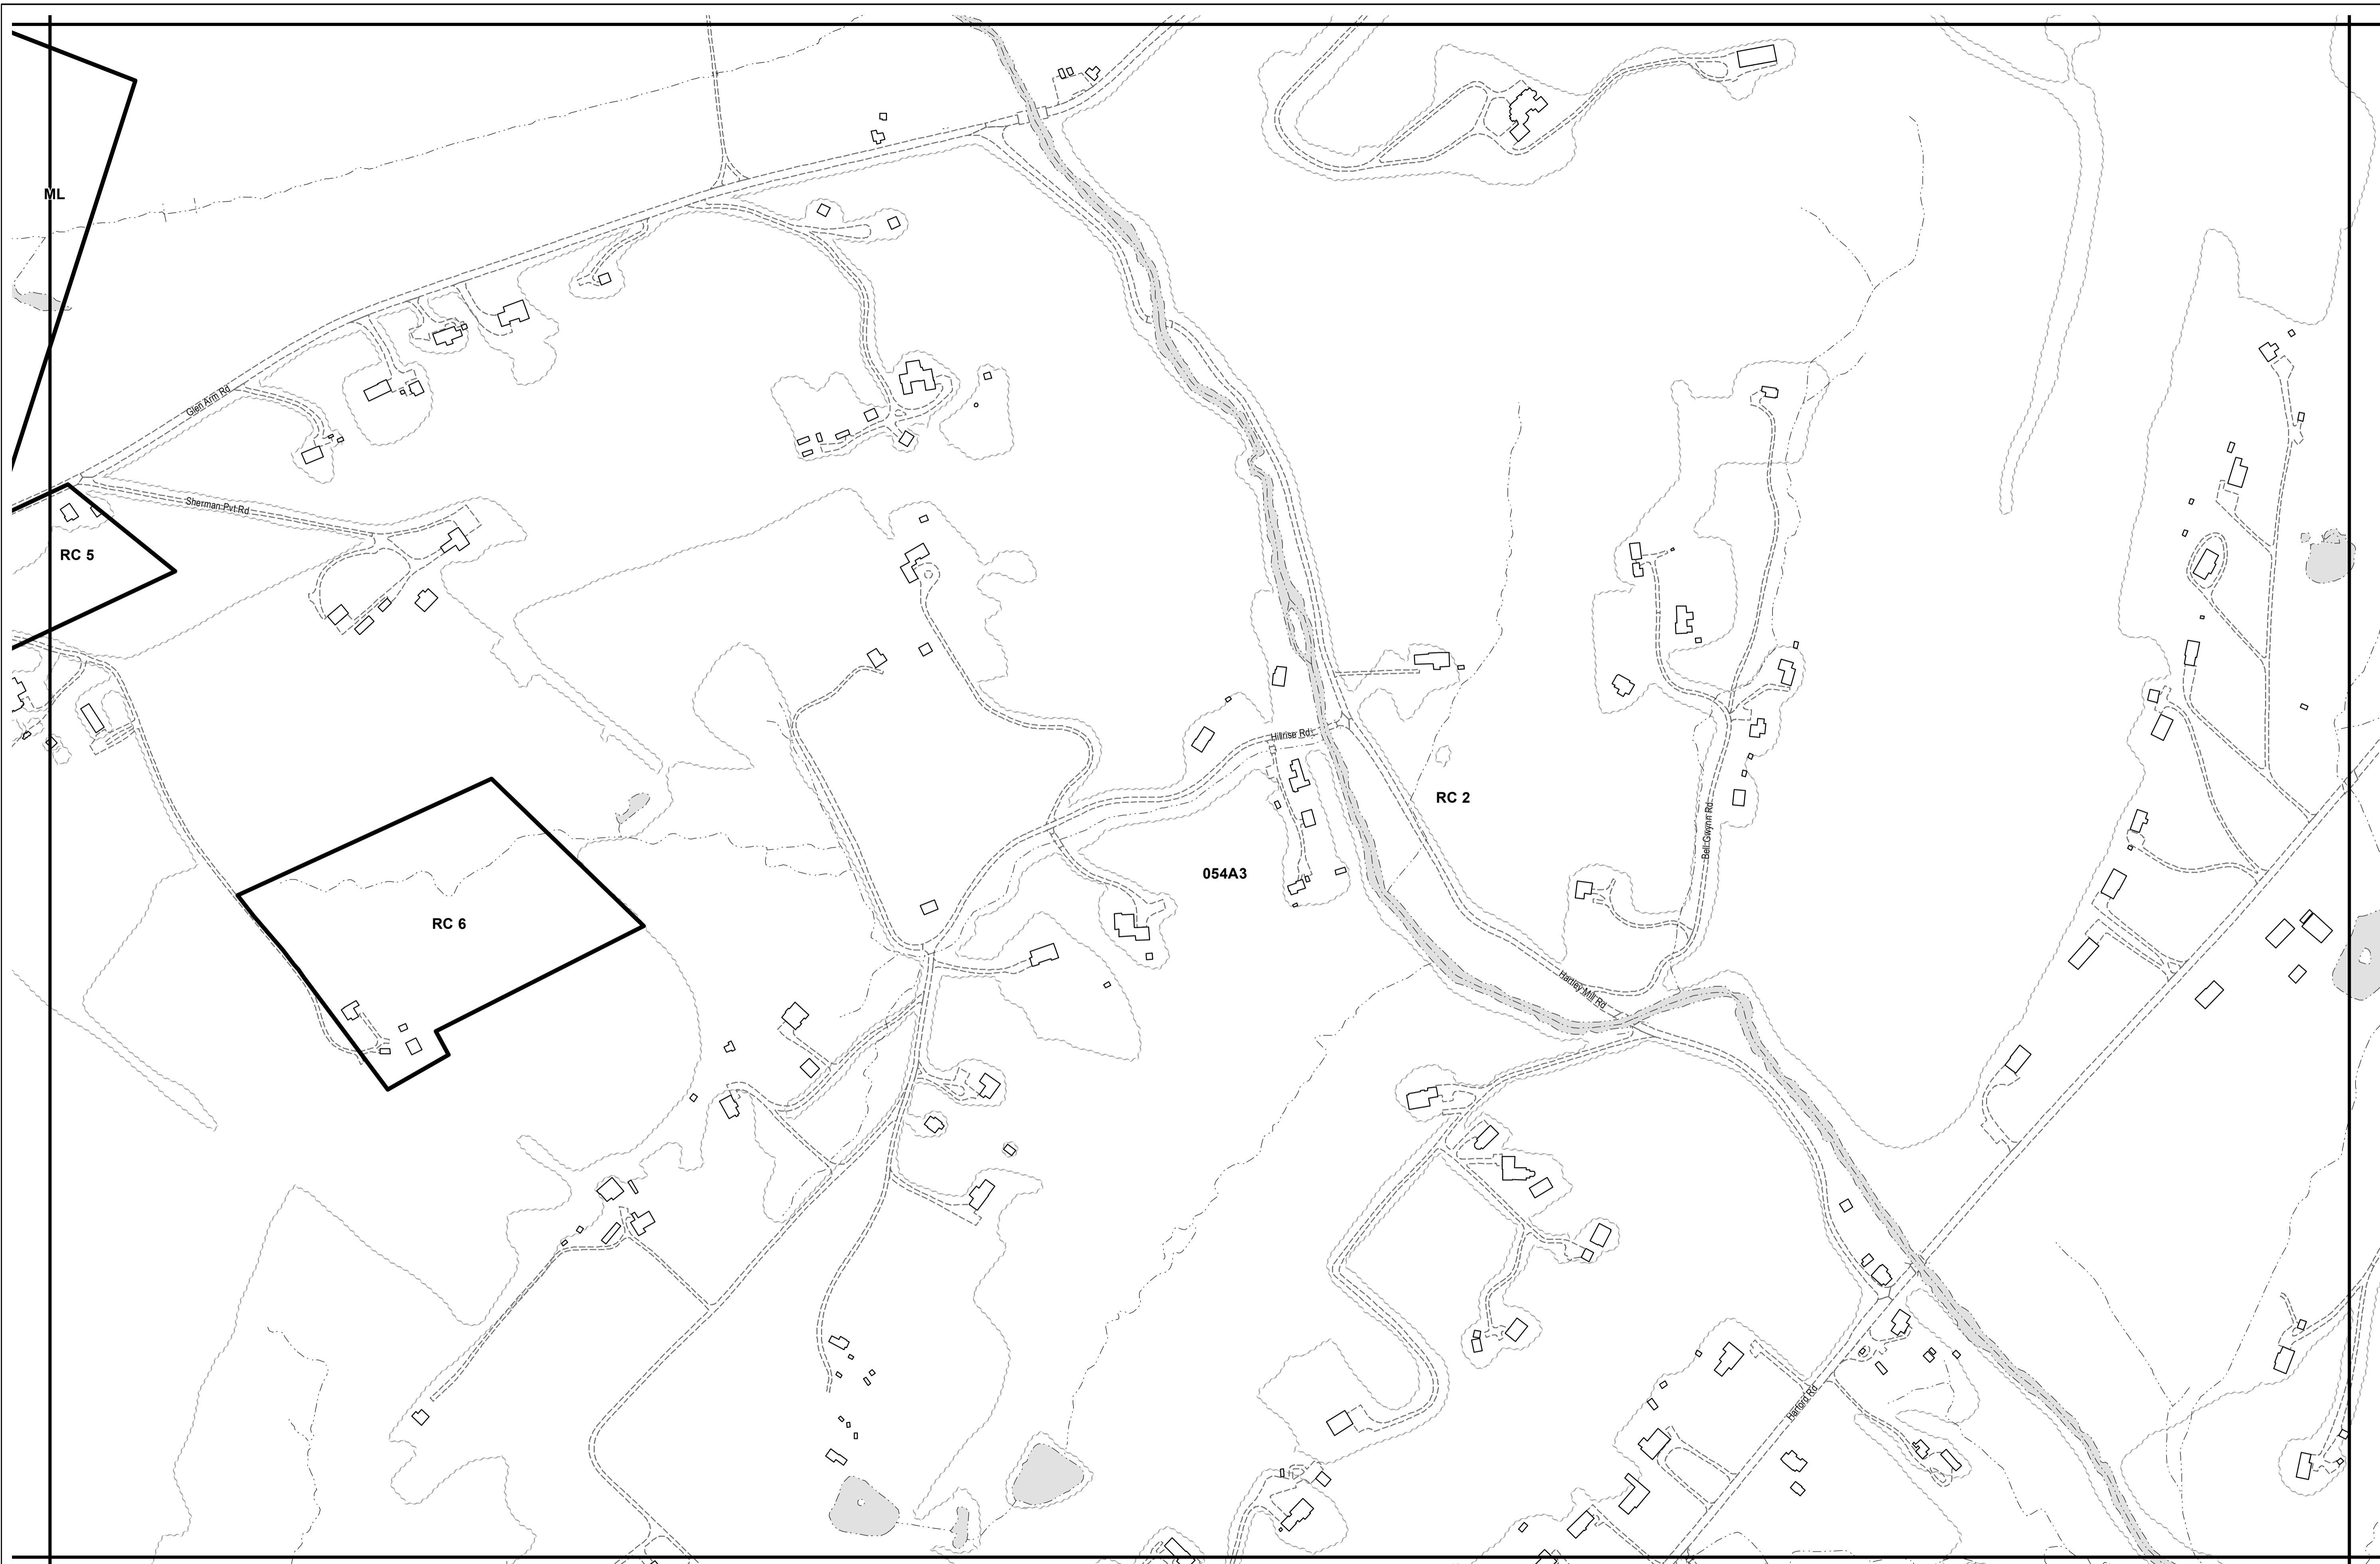 ML
Glen Arm Rd
Sherman Pvt Rd
RC 5
Hillrise Rd
RC 2
Bell Gwynn Rd
054A3
RC 6
Hartley Mill Rd
Harford Rd